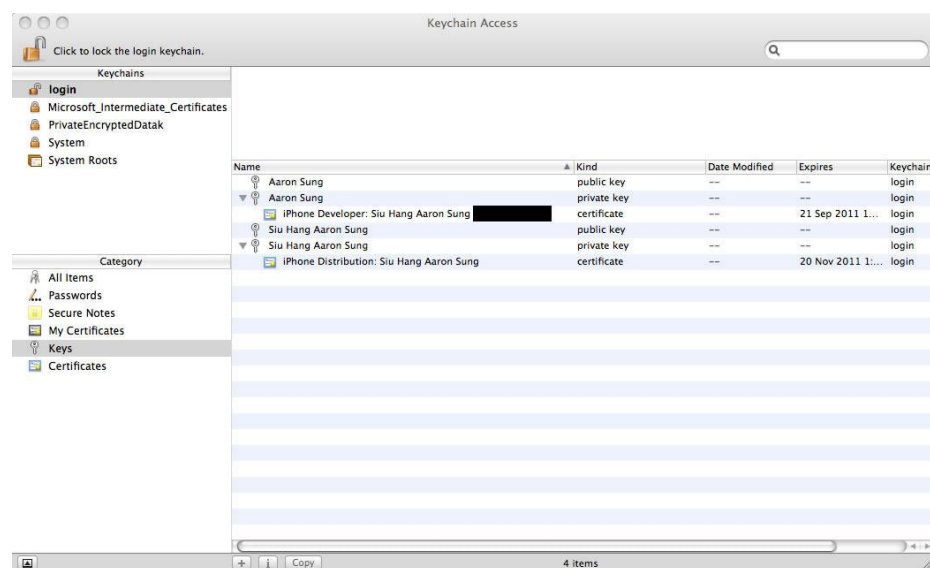 Keychain Access
Click to lock the login keychain.
Keychains
login
Microsoft_Intermediate_Certificates
PrivateEncryptedDatak
System
System Roots
Category
All Items
Passwords
Secure Notes
My Certificates
Keys
Certificates
Name Kind Date Modified Expires Keychain
Aaron Sung public key -- -- login
Aaron Sung private key -- -- login
iPhone Developer: Siu Hang Aaron Sung certificate -- 21 Sep 2011 1... login
Siu Hang Aaron Sung public key -- -- login
Siu Hang Aaron Sung private key -- -- login
iPhone Distribution: Siu Hang Aaron Sung certificate -- 20 Nov 2011 1:... login
+ i Copy 4 items